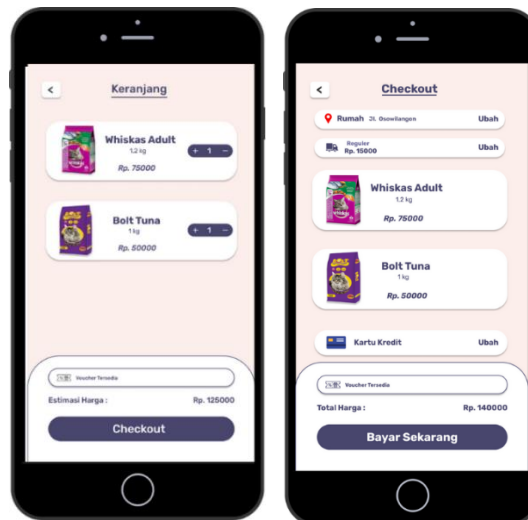 Keranjang
Whiskas Adult
1,2 kg
Rp. 75000
+ 1 -
Bolt Tuna
1 kg
Rp. 50000
+ 1 -
Voucher Tersedia
Estimasi Harga : Rp. 125000
Checkout
Checkout
Rumah Jl. Osowilangon Ubah
Reguler
Rp. 15000 Ubah
Whiskas Adult
1,2 kg
Rp. 75000
Bolt Tuna
1 kg
Rp. 50000
Kartu Kredit Ubah
Voucher Tersedia
Total Harga : Rp. 140000
Bayar Sekarang